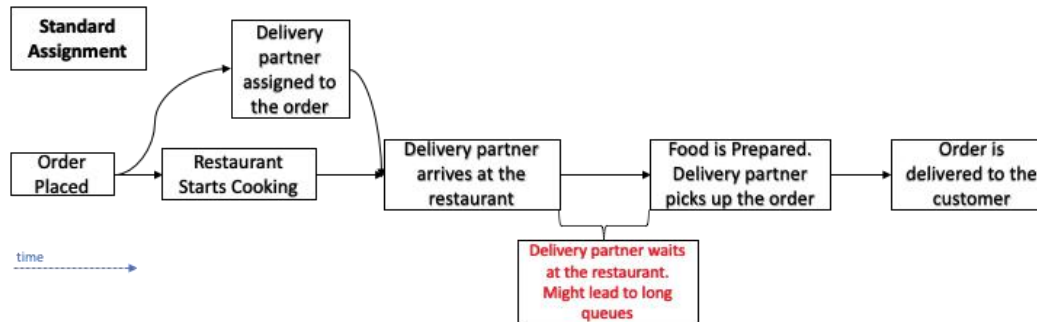 Standard
Assignment
Delivery
partner
assigned to
the order
Order
Placed
Restaurant
Starts Cooking
Delivery partner
arrives at the
restaurant
Food is Prepared.
Delivery partner
picks up the order
Order is
delivered to the
customer
time
Delivery partner waits
at the restaurant.
Might lead to long
queues